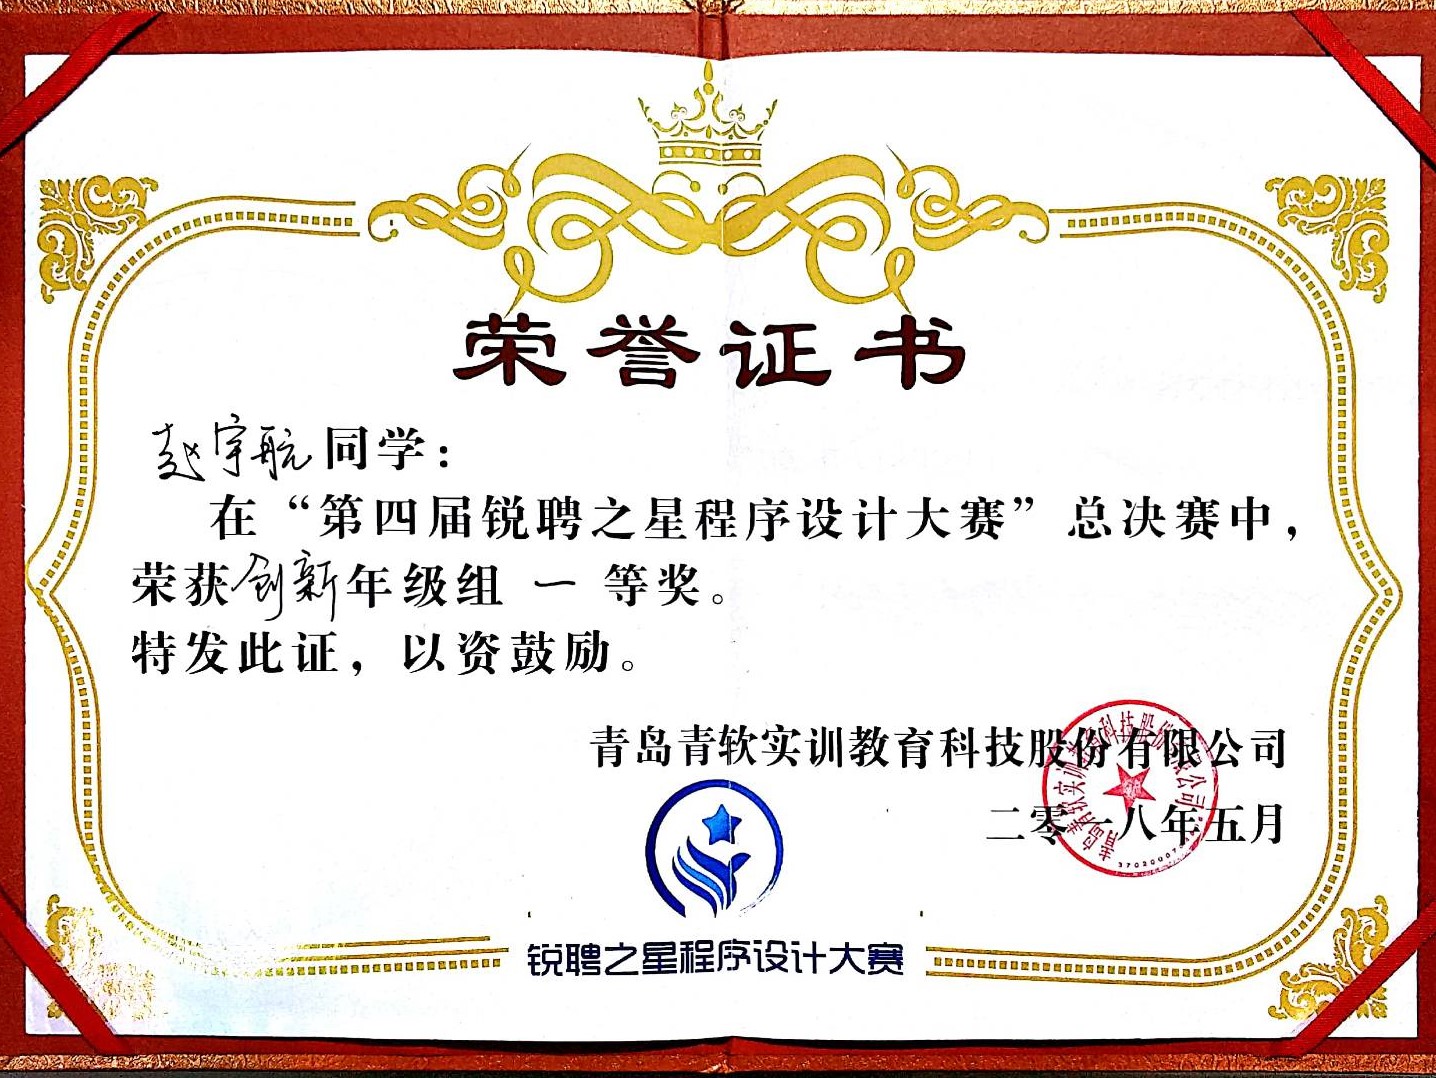 荣誉证书
赵宇航同学：
在“第四届锐聘之星程序设计大赛”总决赛中，
荣获创新年级组 一 等奖。
特发此证，以资鼓励。
青岛青软实训教育科技股份有限公司
二零一八年五月
青岛青软实训教育科技股份有限公司
锐聘之星程序设计大赛